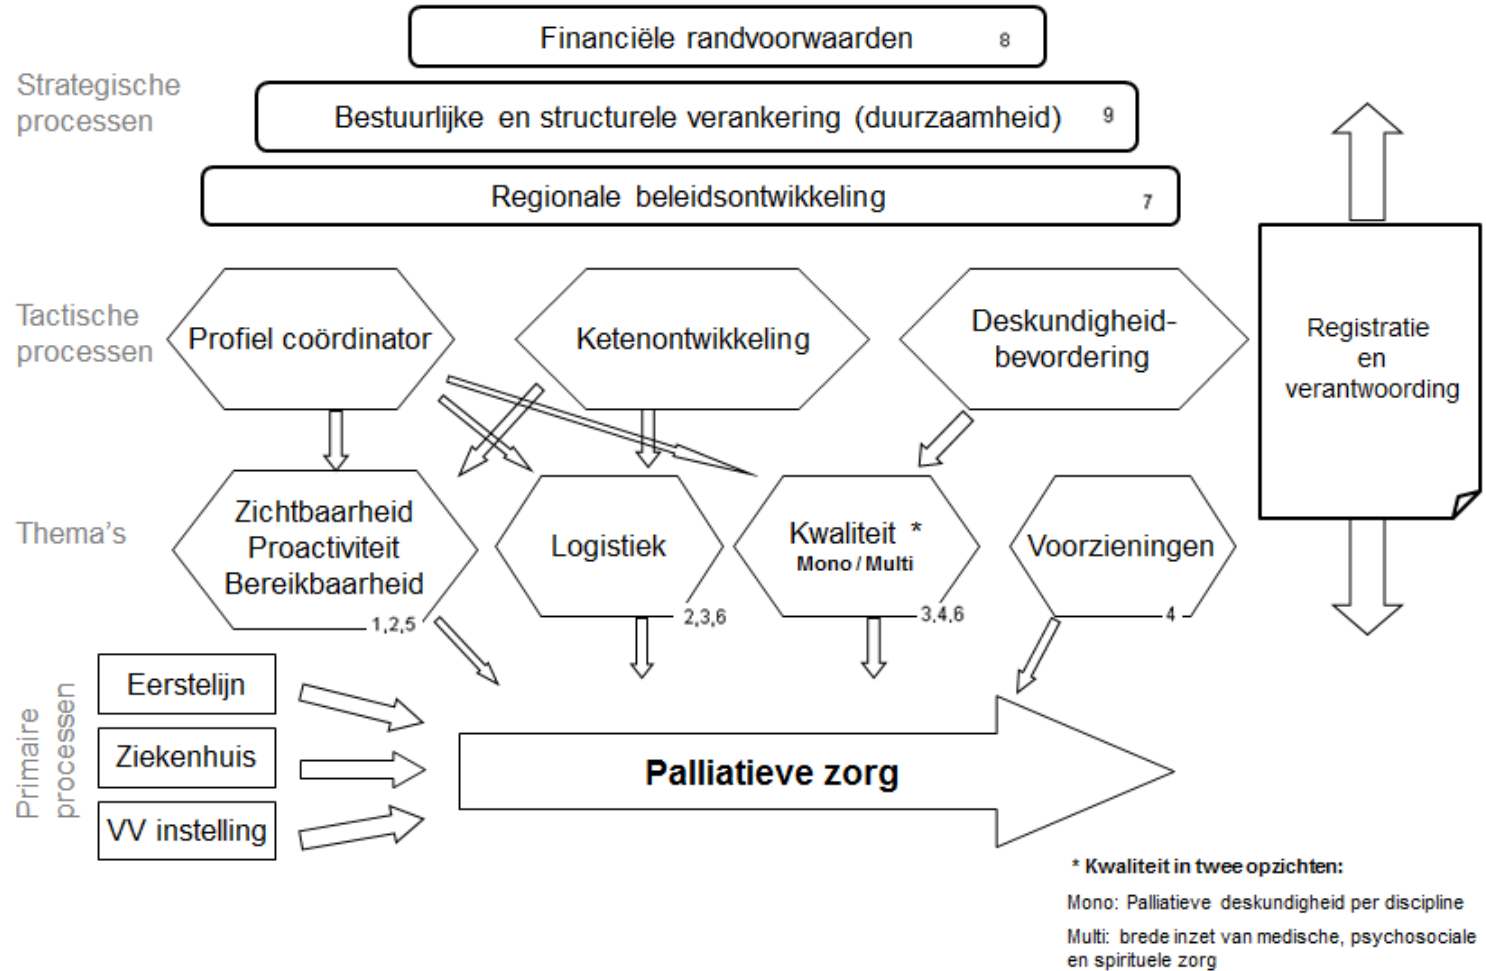 Financiële randvoorwaarden 8
Strategische
processen
Bestuurlijke en structurele verankering (duurzaamheid) 9
Regionale beleidsontwikkeling 7
Tactische
processen
Profiel coördinator
Ketenontwikkeling
Deskundigheid-
bevordering
Registratie
en
verantwoording
Thema's
Zichtbaarheid
Proactiviteit
Bereikbaarheid
1,2,5
Logistiek
2,3,6
Kwaliteit *
Mono / Multi
3,4,6
Voorzieningen
4
Primaire
processen
Eerstelijn
Ziekenhuis
VV instelling
Palliatieve zorg
* Kwaliteit in twee opzichten:
Mono: Palliatieve deskundigheid per discipline
Multi: brede inzet van medische, psychosociale
en spirituele zorg